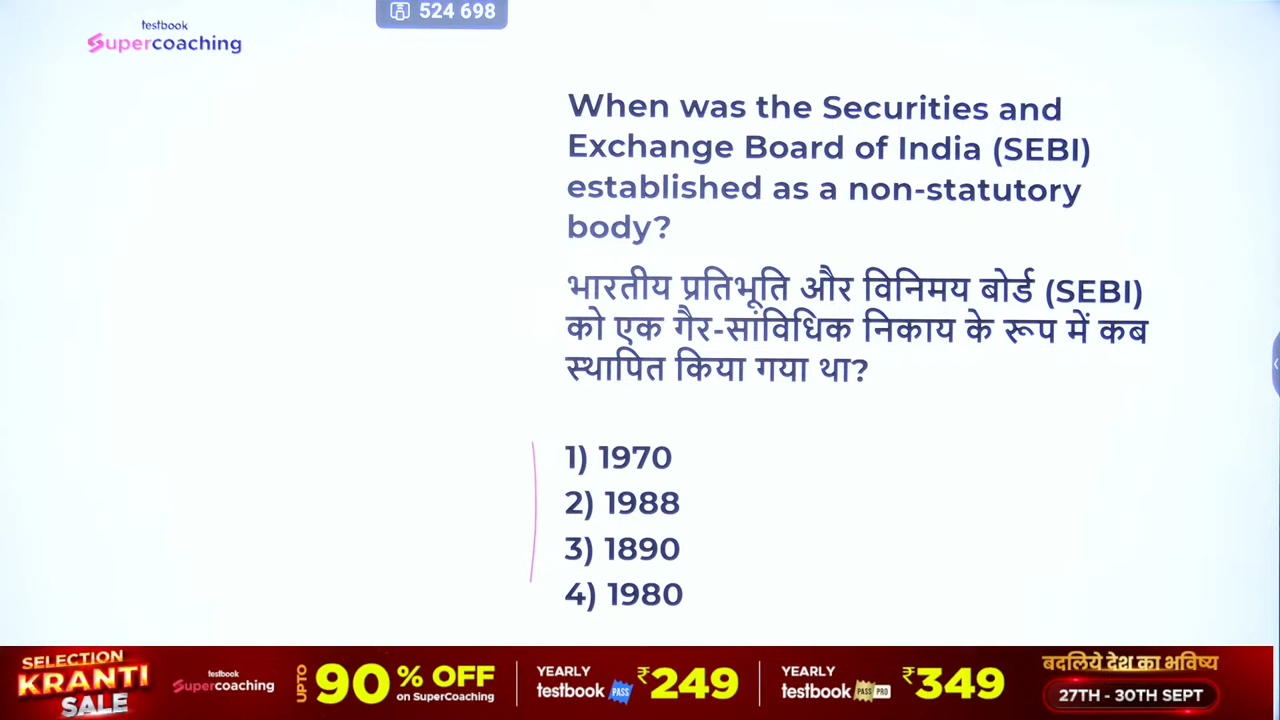 testbook
Supercoaching
524 698
When was the Securities and
Exchange Board of India (SEBI)
established as a non-statutory
body?
भारतीय प्रतिभूति और विनिमय बोर्ड (SEBI)
को एक गैर-सांविधिक निकाय के रूप में कब
स्थापित किया गया था?
1) 1970
2) 1988
3) 1890
4) 1980
SELECTION
KRANTI
SALE
testbook
Supercoaching
UPTO
90% OFF
on SuperCoaching
YEARLY
testbook PASS
₹249
YEARLY
testbook PASS PRO
₹349
बदलिये देश का भविष्य
27TH - 30TH SEPT